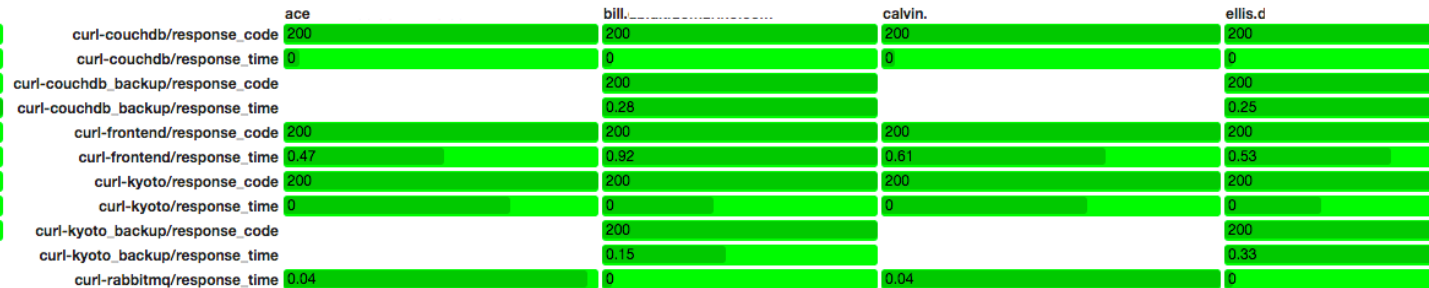 ace bill. calvin. ellis.d
curl-couchdb/response_code 200 200 200 200
curl-couchdb/response_time 0 0 0 0
curl-couchdb_backup/response_code 200 200
curl-couchdb_backup/response_time 0.28 0.25
curl-frontend/response_code 200 200 200 200
curl-frontend/response_time 0.47 0.92 0.61 0.53
curl-kyoto/response_code 200 200 200 200
curl-kyoto/response_time 0 0 0 0
curl-kyoto_backup/response_code 200 200
curl-kyoto_backup/response_time 0.15 0.33
curl-rabbitmq/response_time 0.04 0 0.04 0